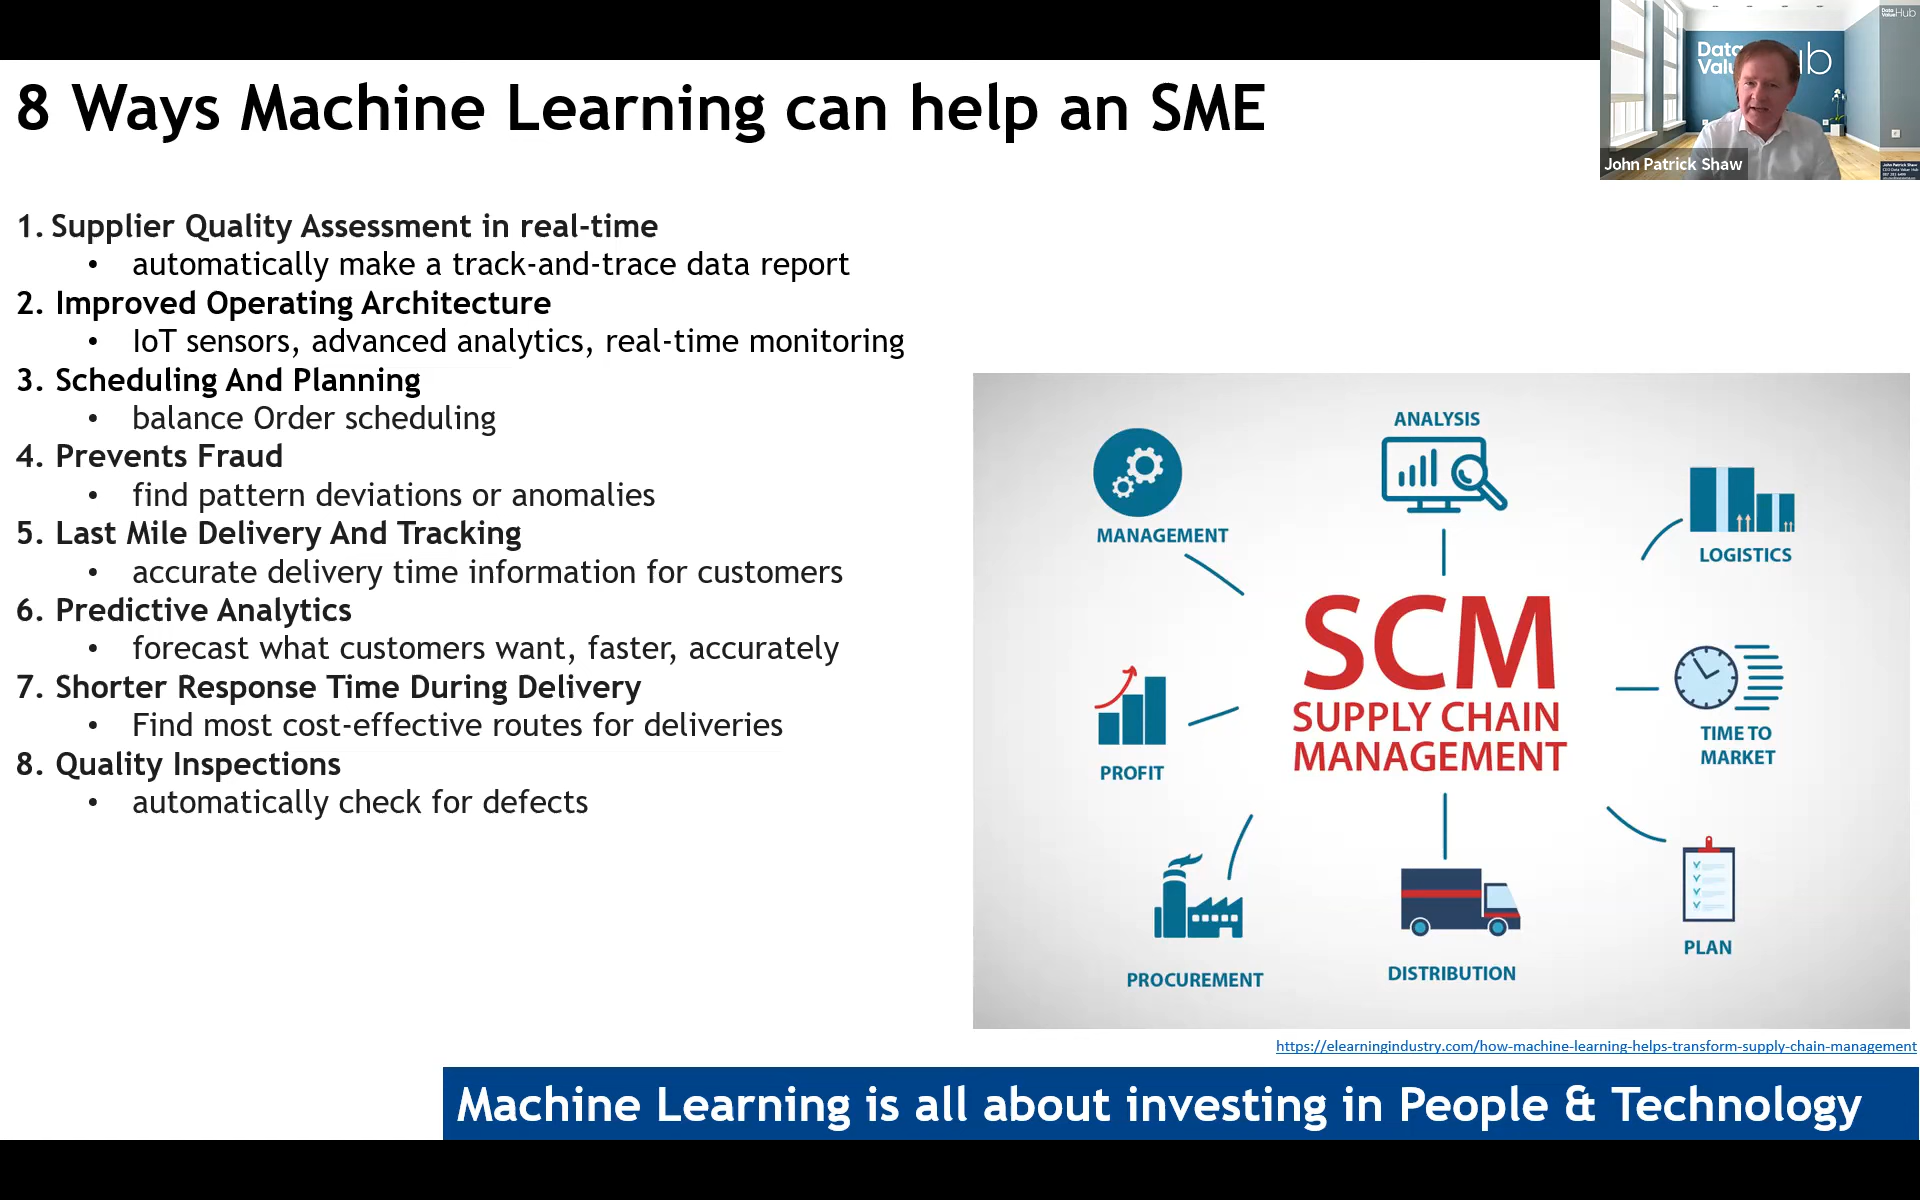 8 Ways Machine Learning can help an SME
Data
Hub
John Patrick Shaw
1. Supplier Quality Assessment in real-time
• automatically make a track-and-trace data report
2. Improved Operating Architecture
• IoT sensors, advanced analytics, real-time monitoring
3. Scheduling And Planning
• balance Order scheduling
4. Prevents Fraud
• find pattern deviations or anomalies
5. Last Mile Delivery And Tracking
• accurate delivery time information for customers
6. Predictive Analytics
• forecast what customers want, faster, accurately
7. Shorter Response Time During Delivery
• Find most cost-effective routes for deliveries
8. Quality Inspections
• automatically check for defects
ANALYSIS
MANAGEMENT
LOGISTICS
SCM
SUPPLY CHAIN
MANAGEMENT
TIME TO
MARKET
PROFIT
PLAN
PROCUREMENT
DISTRIBUTION
https://elearningindustry.com/how-machine-learning-helps-transform-supply-chain-management
Machine Learning is all about investing in People & Technology